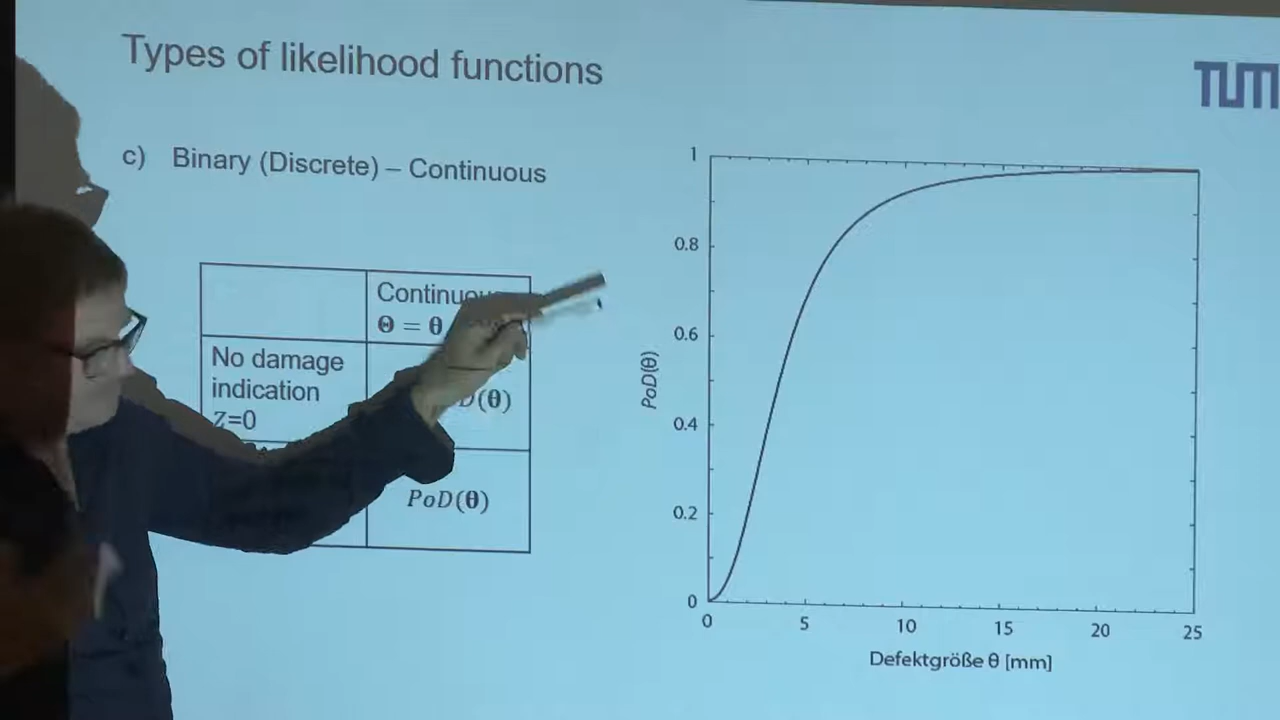 Types of likelihood functions
TUM
c) Binary (Discrete) – Continuous
Θ = θ
No damage
indication
Z=0
(θ)
PoD(θ)
1
0.8
0.6
0.4
0.2
0
PoD(θ)
0
5
10
15
20
25
Defektgröße θ [mm]